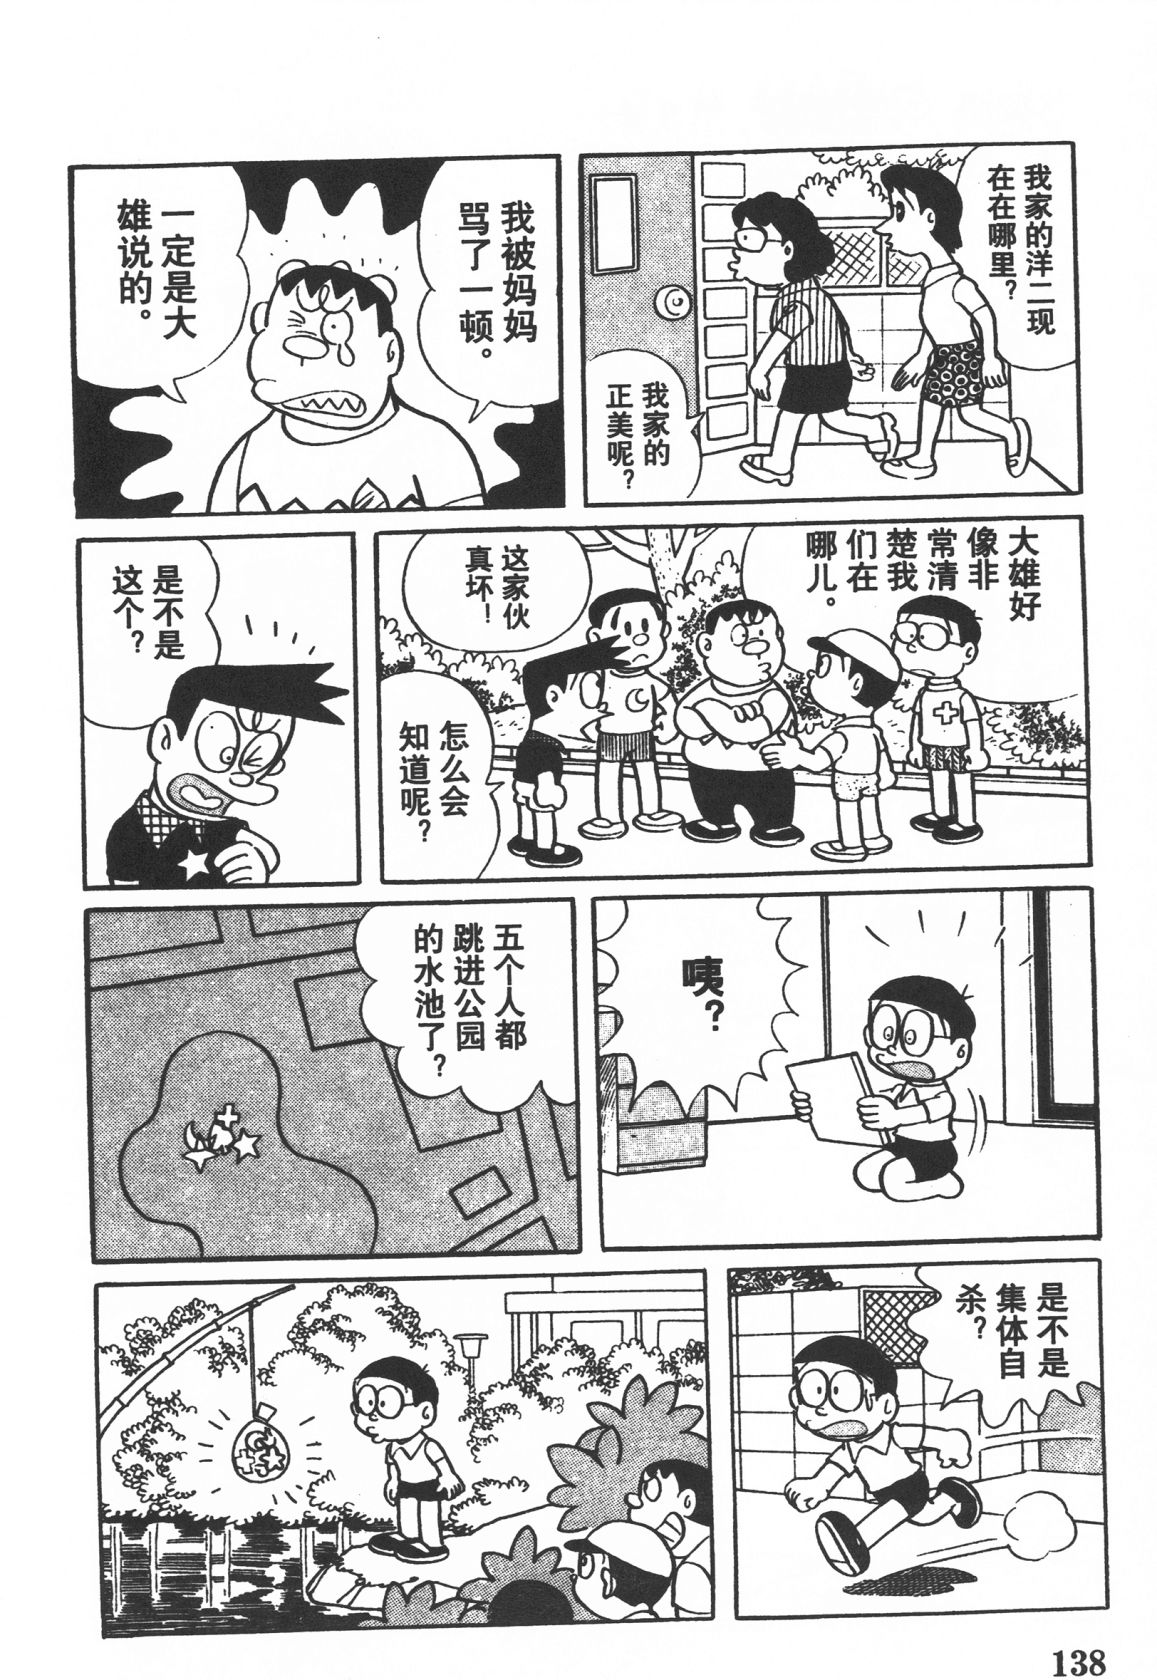 我家的洋二现
在在哪里？
我家的
正美呢？
我被妈妈
骂了一顿。
一定是大
雄说的。
大雄好
像非
常清
楚我
们在
哪儿。
这家伙
真坏！
怎么会
知道呢？
是不是
这个？
咦？
五个人都
跳进公园
的水池了？
是不是
集体自
杀？
138